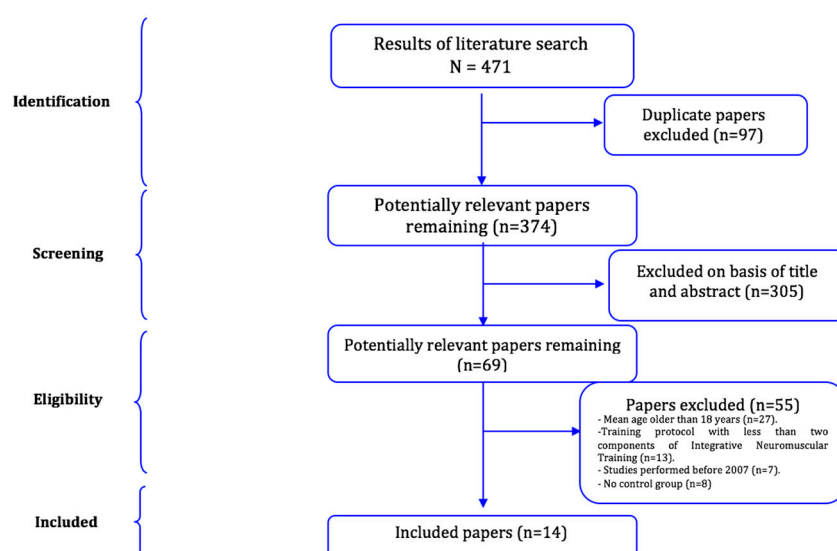 Results of literature search
N = 471
Identification
Duplicate papers
excluded (n=97)
Potentially relevant papers
remaining (n=374)
Screening
Excluded on basis of title
and abstract (n=305)
Potentially relevant papers remaining
(n=69)
Eligibility
Papers excluded (n=55)
- Mean age older than 18 years (n=27).
-Training protocol with less than two
components of Integrative Neuromuscular
Training (n=13).
- Studies performed before 2007 (n=7).
- No control group (n=8)
Included
Included papers (n=14)